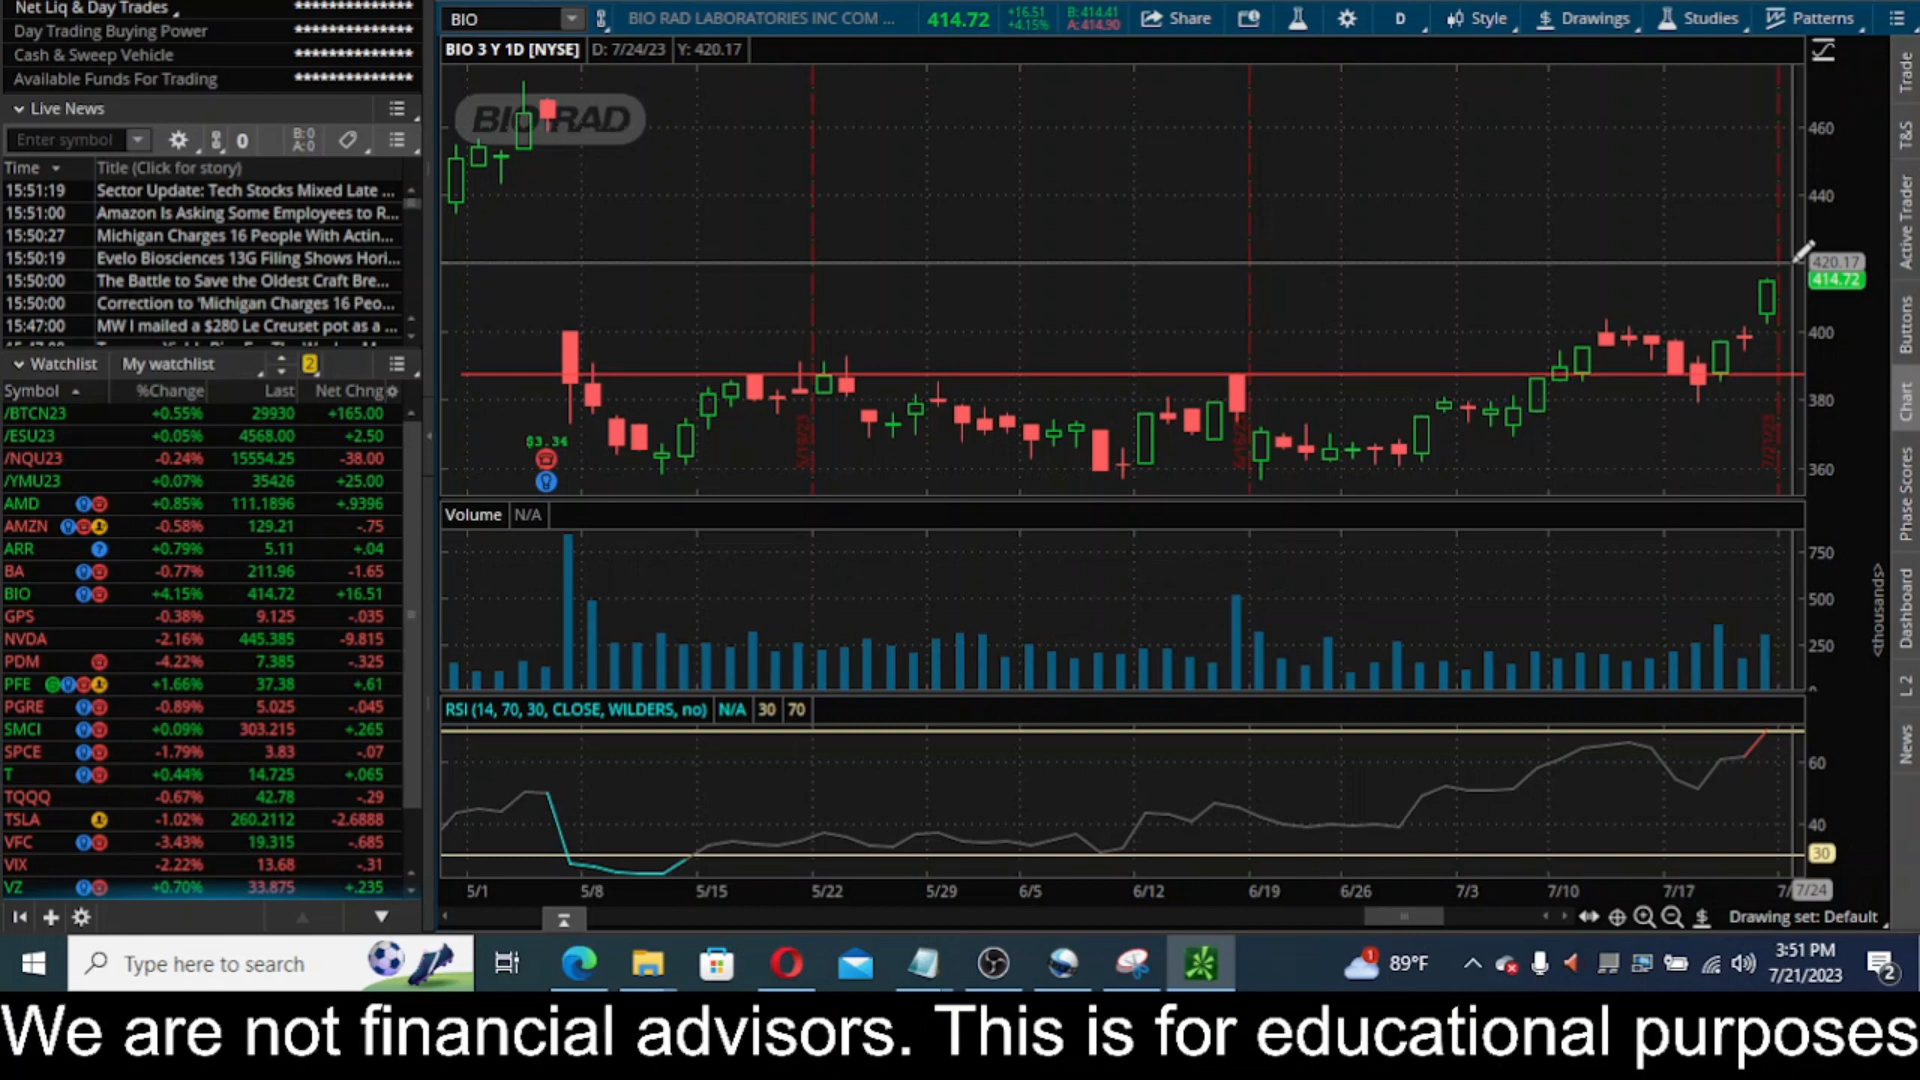 Net Liq & Day Trades **************
Day Trading Buying Power **************
Cash & Sweep Vehicle **************
Available Funds For Trading **************
Live News
Enter symbol 0 B: 0 A: 0
Time Title (Click for story)
15:51:19 Sector Update: Tech Stocks Mixed Late ...
15:51:00 Amazon Is Asking Some Employees to R...
15:50:27 Michigan Charges 16 People With Actin...
15:50:19 Evelo Biosciences 13G Filing Shows Hori...
15:50:00 The Battle to Save the Oldest Craft Bre...
15:50:00 Correction to 'Michigan Charges 16 Peo...
15:47:00 MW I mailed a $280 Le Creuset pot as a ...
Watchlist My watchlist 2
Symbol %Change Last Net Chng
/BTCN23 +0.55% 29930 +165.00
/ESU23 +0.05% 4568.00 +2.50
/NQU23 -0.24% 15554.25 -38.00
/YMU23 +0.07% 35426 +25.00
AMD +0.85% 111.1896 +.9396
AMZN -0.58% 129.21 -.75
ARR +0.79% 5.11 +.04
BA -0.77% 211.96 -1.65
BIO +4.15% 414.72 +16.51
GPS -0.38% 9.125 -.035
NVDA -2.16% 445.385 -9.815
PDM -4.22% 7.385 -.325
PFE +1.66% 37.38 +.61
PGRE -0.89% 5.025 -.045
SMCI +0.09% 303.215 +.265
SPCE -1.79% 3.83 -.07
T +0.44% 14.725 +.065
TQQQ -0.67% 42.78 -.29
TSLA -1.02% 260.2112 -2.6888
VFC -3.43% 19.315 -.685
VIX -2.22% 13.68 -.31
VZ +0.70% 33.875 +.235
BIO BIO RAD LABORATORIES INC COM ... 414.72 +16.51 +4.15% B: 414.41 A: 414.90 Share D Style Drawings Studies Patterns
BIO 3 Y 1D [NYSE] D: 7/24/23 Y: 420.17
BIO RAD
460
440
420.17
414.72
400
380
360
$3.34
Volume N/A
750
500
250
<thousands>
RSI (14, 70, 30, CLOSE, WILDERS, no) N/A 30 70
60
40
30
5/1 5/8 5/15 5/22 5/29 6/5 6/12 6/19 6/26 7/3 7/10 7/17 7/24
Drawing set: Default
Trade
T&S
Active Trader
Buttons
Chart
Phase Scores
Dashboard
L2
News
Type here to search
89°F
3:51 PM
7/21/2023
2
We are not financial advisors. This is for educational purposes